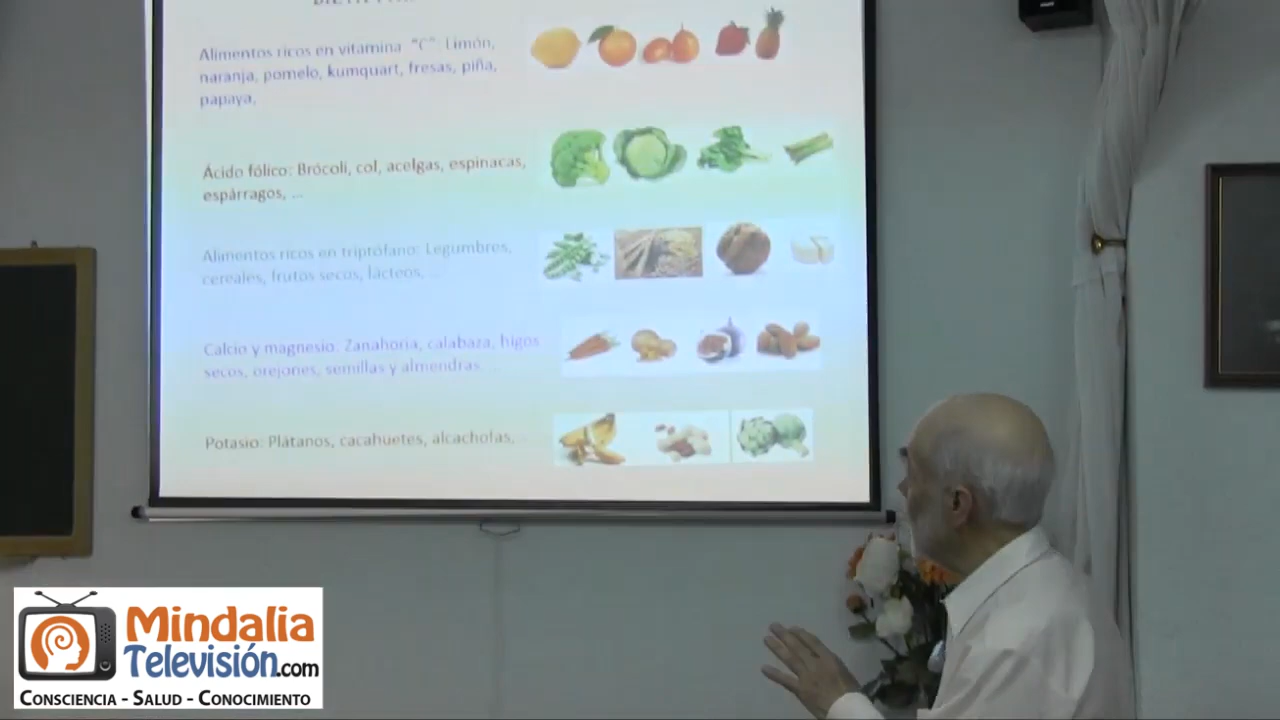 Alimentos ricos en vitamina "C": Limón,
naranja, pomelo, kumquart, fresas, piña,
papaya,
Ácido fólico: Brócoli, col, acelgas, espinacas,
espárragos, ...
Alimentos ricos en triptófano: Legumbres,
cereales, frutos secos, lácteos, ...
Calcio y magnesio: Zanahoria, calabaza, higos
secos, orejones, semillas y almendras. ...
Potasio: Plátanos, cacahuetes, alcachofas, ..
Mindalia
Televisión.com
Consciencia - Salud - Conocimiento